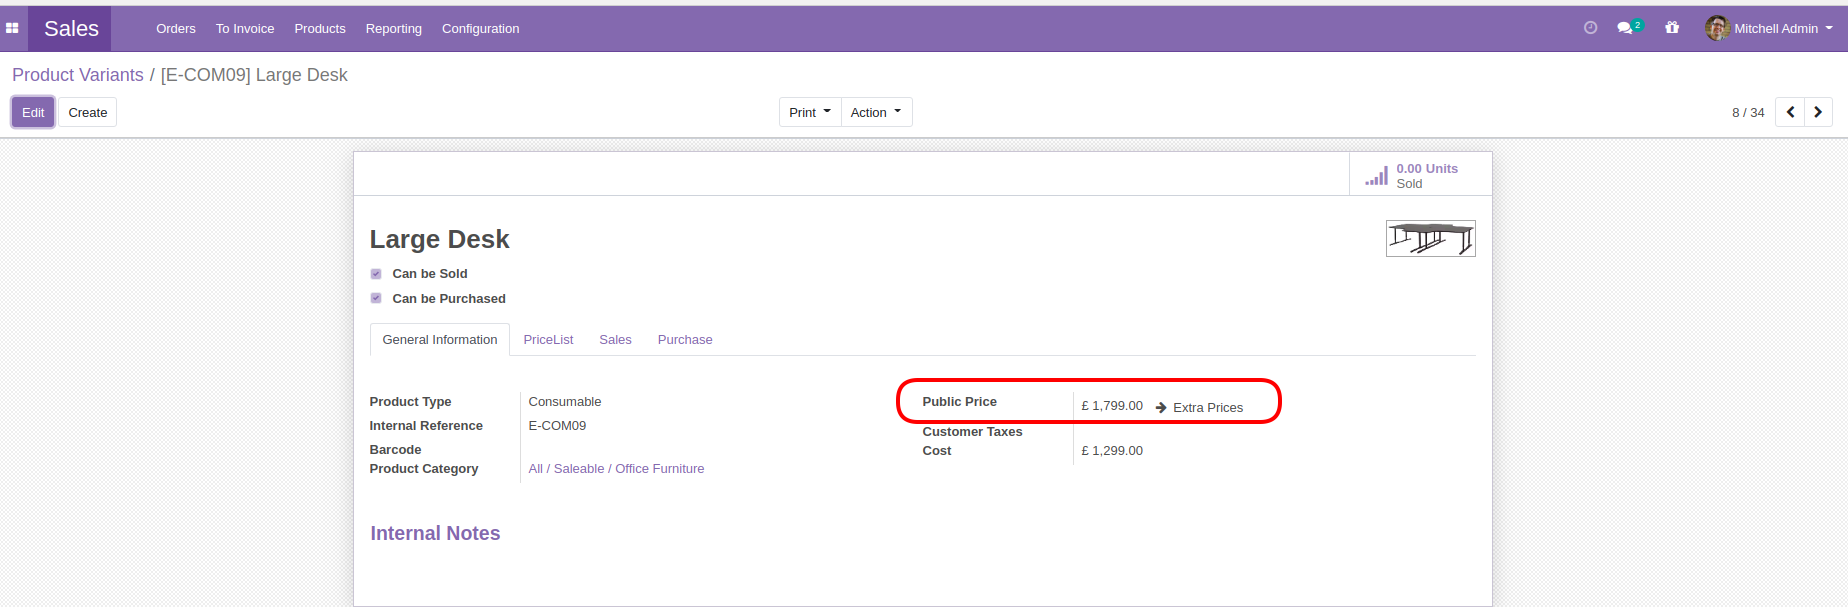 Sales Orders To Invoice Products Reporting Configuration 2 Mitchell Admin
Product Variants / [E-COM09] Large Desk
Edit Create Print Action 8 / 34
0.00 Units
Sold
Large Desk
Can be Sold
Can be Purchased
General Information PriceList Sales Purchase
Product Type Consumable
Internal Reference E-COM09
Barcode
Product Category All / Saleable / Office Furniture
Public Price £ 1,799.00 Extra Prices
Customer Taxes
Cost £ 1,299.00
Internal Notes